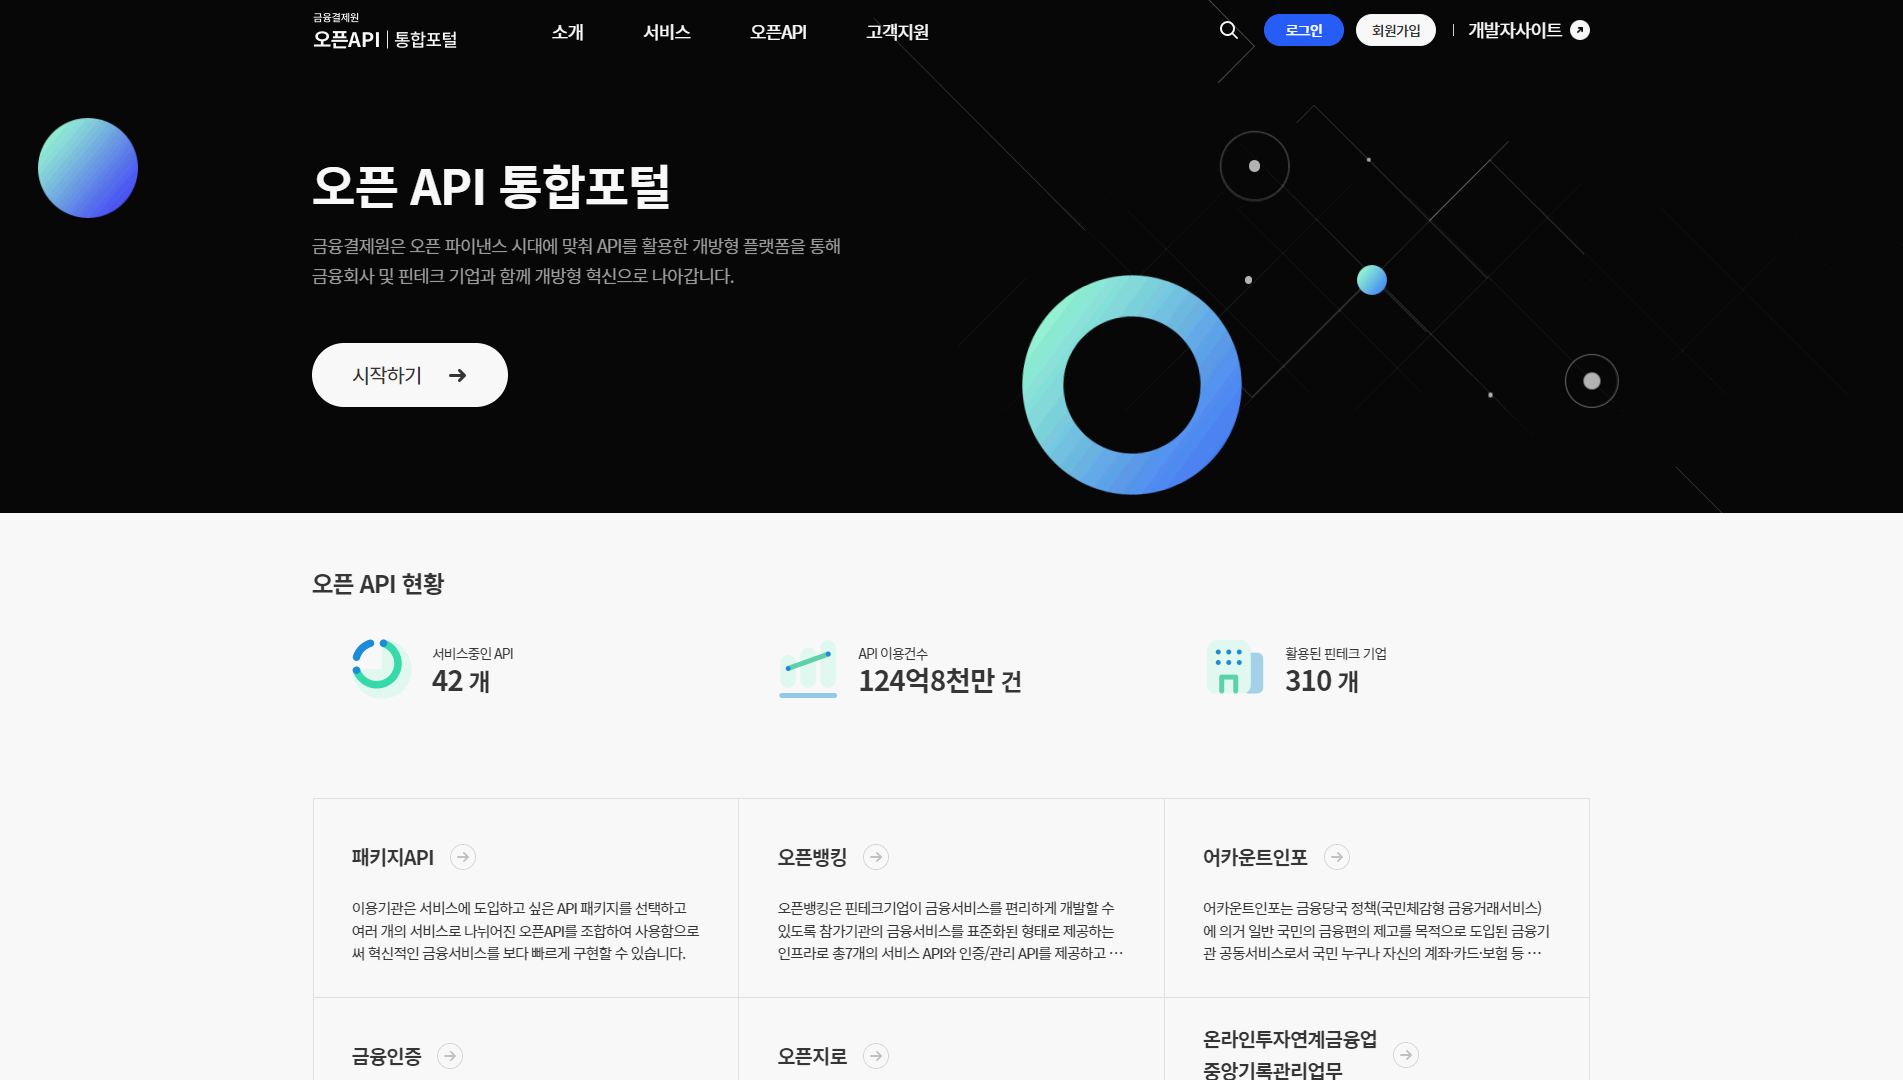 금융결제원
오픈API | 통합포털
소개
서비스
오픈API
고객지원
로그인
회원가입
개발자사이트
오픈 API 통합포털
금융결제원은 오픈 파이낸스 시대에 맞춰 API를 활용한 개방형 플랫폼을 통해
금융회사 및 핀테크 기업과 함께 개방형 혁신으로 나아갑니다.
시작하기
오픈 API 현황
서비스중인 API
42 개
API 이용건수
124억8천만 건
활용된 핀테크 기업
310 개
패키지API
이용기관은 서비스에 도입하고 싶은 API 패키지를 선택하고
여러 개의 서비스로 나뉘어진 오픈API를 조합하여 사용함으로
써 혁신적인 금융서비스를 보다 빠르게 구현할 수 있습니다.
오픈뱅킹
오픈뱅킹은 핀테크기업이 금융서비스를 편리하게 개발할 수
있도록 참가기관의 금융서비스를 표준화된 형태로 제공하는
인프라로 총7개의 서비스 API와 인증/관리 API를 제공하고 …
어카운트인포
어카운트인포는 금융당국 정책(국민체감형 금융거래서비스)
에 의거 일반 국민의 금융편의 제고를 목적으로 도입된 금융기
관 공동서비스로서 국민 누구나 자신의 계좌·카드·보험 등 …
금융인증
오픈지로
온라인투자연계금융업
중앙기록관리업무